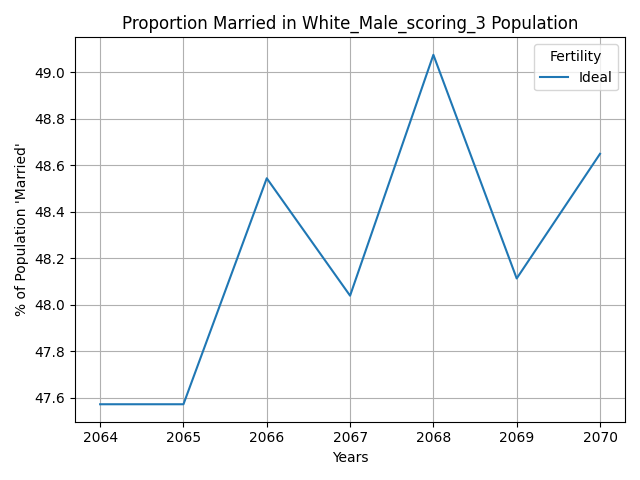 Proportion Married in White_Male_scoring_3 Population
Fertility
Ideal
% of Population 'Married'
49.0
48.8
48.6
48.4
48.2
48.0
47.8
47.6
2064 2065 2066 2067 2068 2069 2070
Years